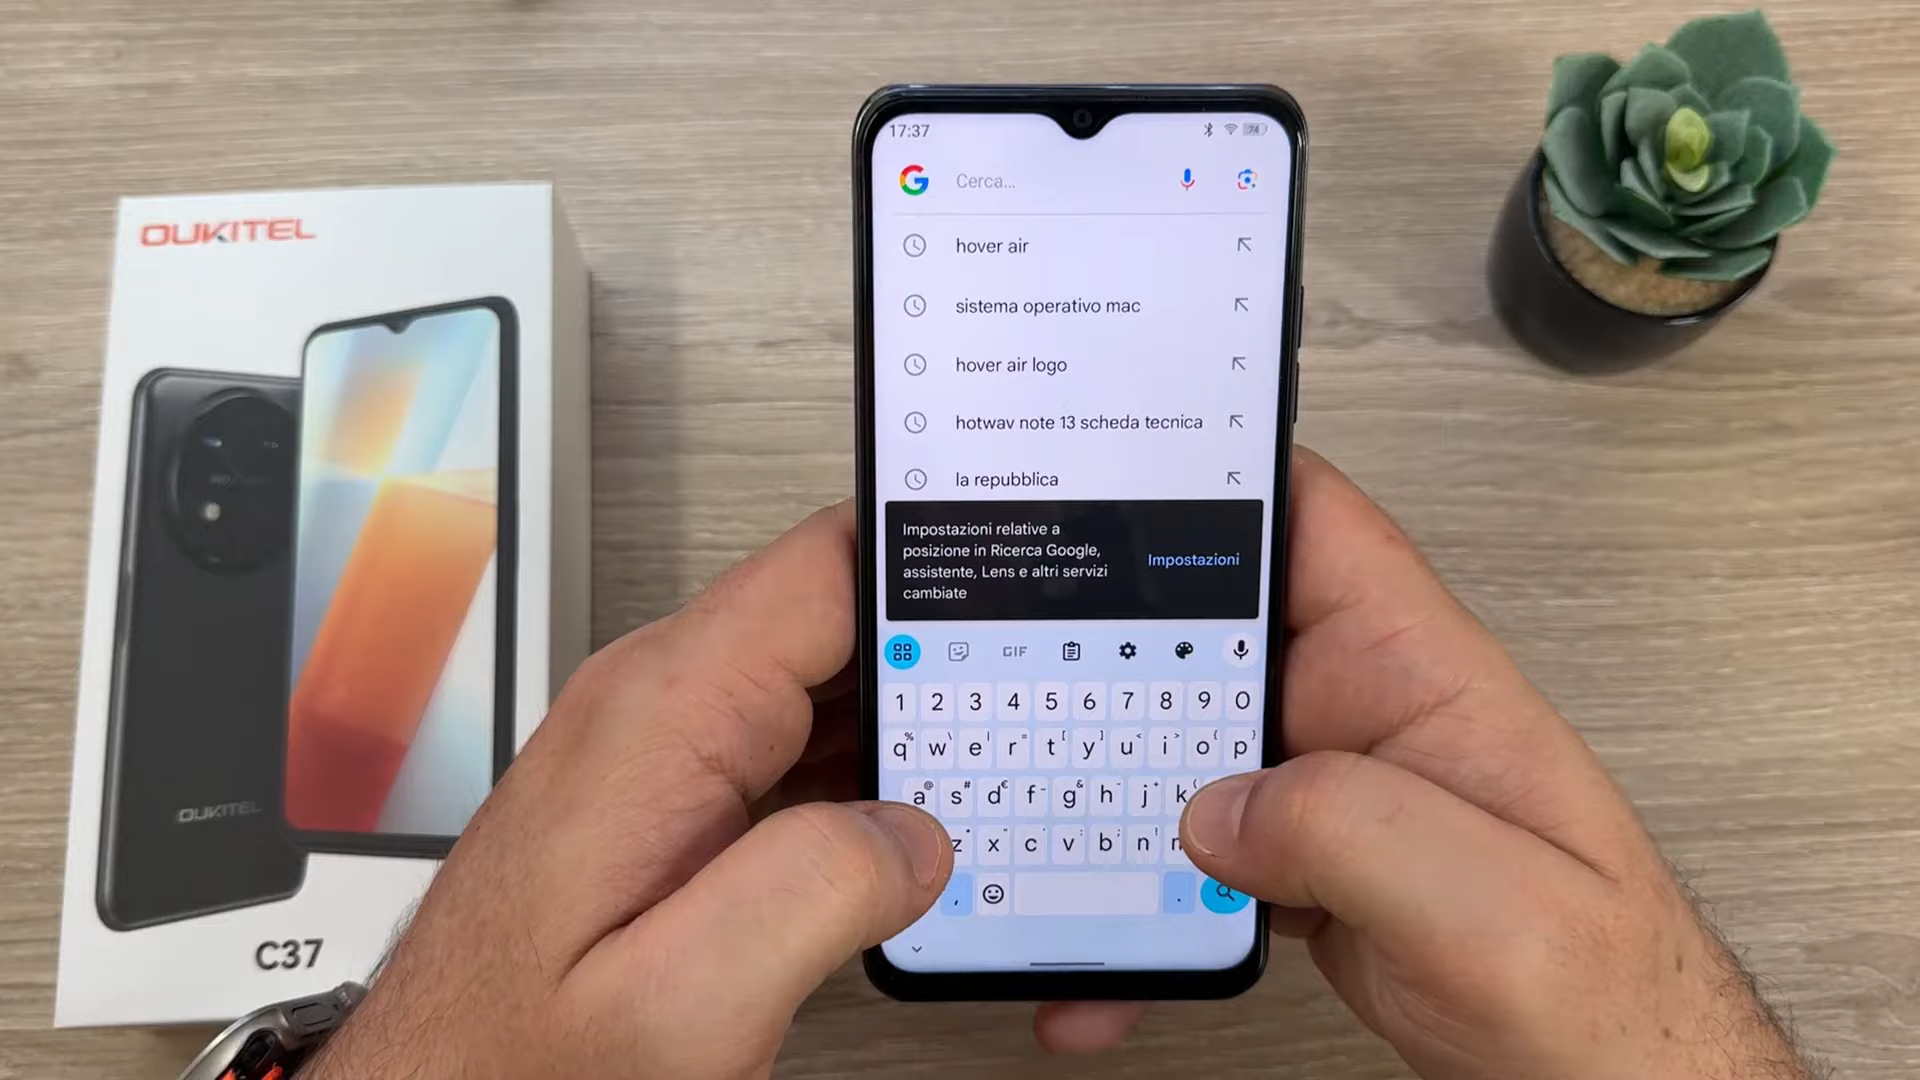 OUKITEL
OUKITEL
C37
17:37
74
Cerca...
hover air
sistema operativo mac
hover air logo
hotwav note 13 scheda tecnica
la repubblica
Impostazioni relative a
posizione in Ricerca Google,
assistente, Lens e altri servizi
cambiate
Impostazioni
GIF
1 2 3 4 5 6 7 8 9 0
q w e r t y u i o p
a s d f g h j k
z x c v b n
, .